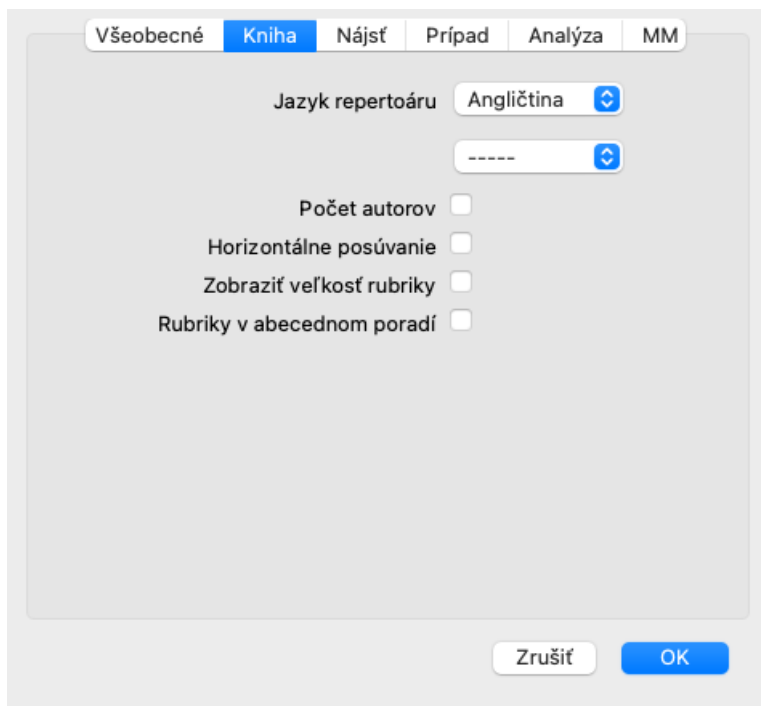 Všeobecné Kniha Nájsť Prípad Analýza MM
Jazyk repertoáru Angličtina
-----
Počet autorov
Horizontálne posúvanie
Zobraziť veľkosť rubriky
Rubriky v abecednom poradí
Zrušiť OK